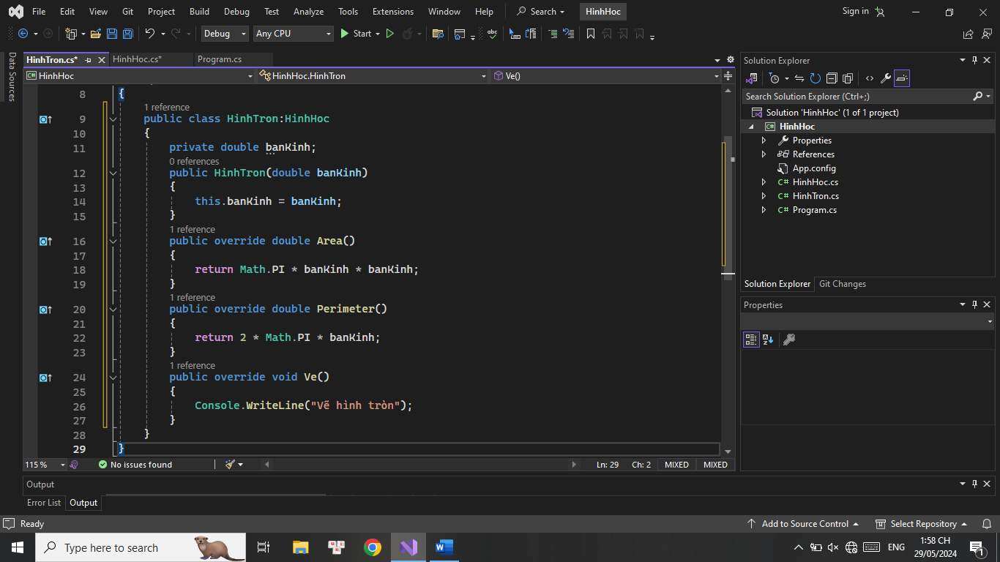 File Edit View Git Project Build Debug Test Analyze Tools Extensions Window Help Search HinhHoc Sign in
Debug Any CPU Start
Data Sources
HinhTron.cs* HinhHoc.cs* Program.cs
HinhHoc HinhHoc.HinhTron Ve()
8 {
1 reference
9 public class HinhTron:HinhHoc
10 {
11 private double banKinh;
0 references
12 public HinhTron(double banKinh)
13 {
14 this.banKinh = banKinh;
15 }
1 reference
16 public override double Area()
17 {
18 return Math.PI * banKinh * banKinh;
19 }
1 reference
20 public override double Perimeter()
21 {
22 return 2 * Math.PI * banKinh;
23 }
1 reference
24 public override void Ve()
25 {
26 Console.WriteLine("Vẽ hình tròn");
27 }
28 }
29 }
115 % No issues found Ln: 29 Ch: 2 MIXED MIXED
Solution Explorer
Search Solution Explorer (Ctrl+;)
Solution 'HinhHoc' (1 of 1 project)
C# HinhHoc
Properties
References
App.config
C# HinhHoc.cs
C# HinhTron.cs
C# Program.cs
Solution Explorer Git Changes
Properties
Output
Error List Output
Ready Add to Source Control Select Repository
Type here to search
ENG
1:58 CH
29/05/2024
1